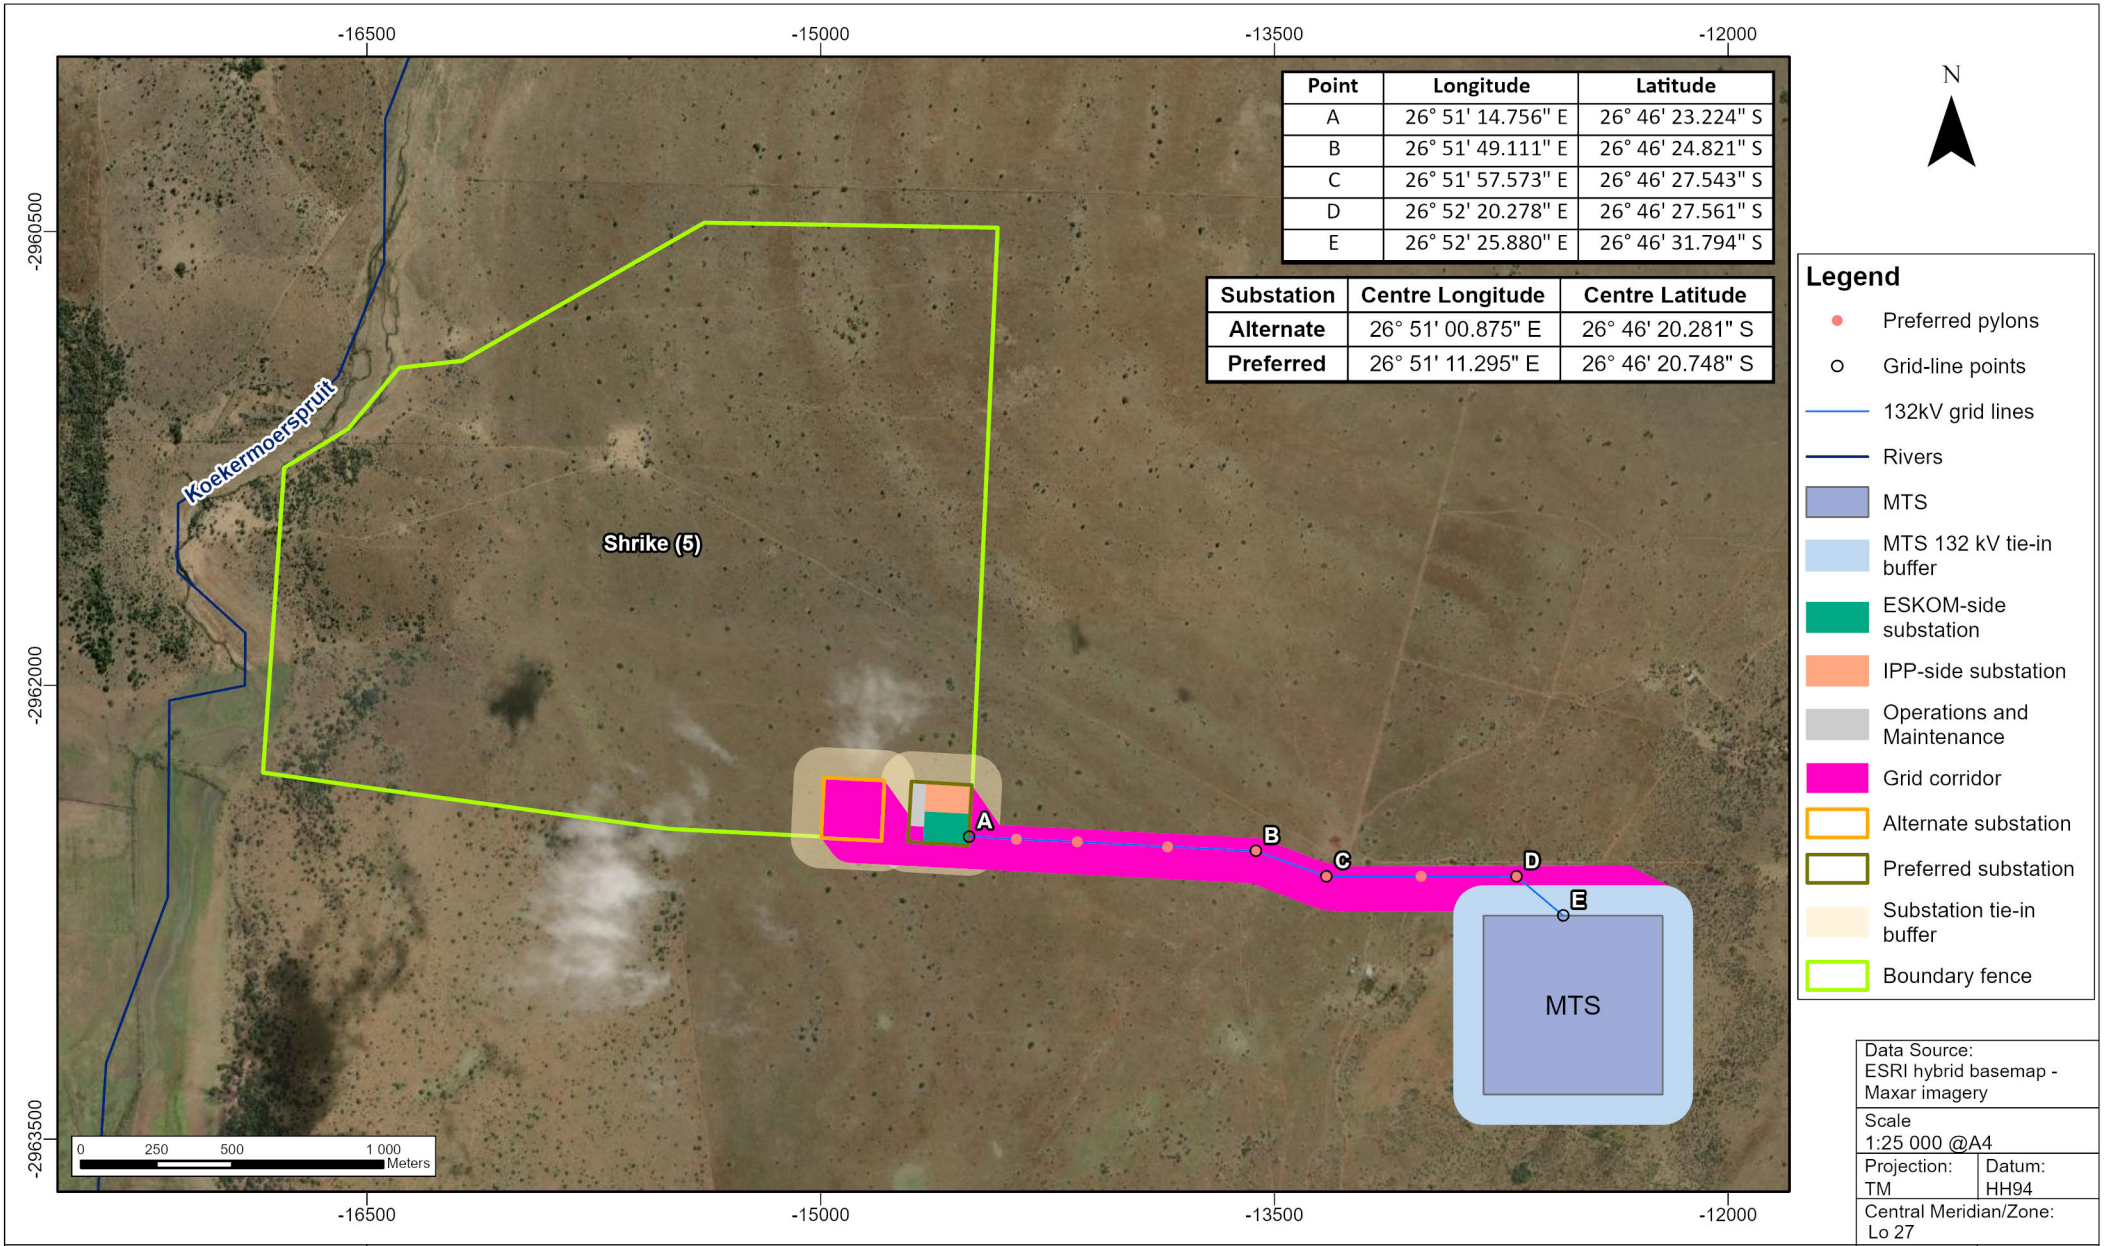 -16500 -15000 -13500 -12000
Point Longitude Latitude
A 26° 51' 14.756" E 26° 46' 23.224" S
B 26° 51' 49.111" E 26° 46' 24.821" S
C 26° 51' 57.573" E 26° 46' 27.543" S
D 26° 52' 20.278" E 26° 46' 27.561" S
E 26° 52' 25.880" E 26° 46' 31.794" S
Substation Centre Longitude Centre Latitude
Alternate 26° 51' 00.875" E 26° 46' 20.281" S
Preferred 26° 51' 11.295" E 26° 46' 20.748" S
N
-2960500
-2962000
-2963500
Koekermoerspruit
Shrike (5)
A
B
C
D
E
MTS
0 250 500 1 000
Meters
-16500 -15000 -13500 -12000
Legend
Preferred pylons
Grid-line points
132kV grid lines
Rivers
MTS
MTS 132 kV tie-in
buffer
ESKOM-side
substation
IPP-side substation
Operations and
Maintenance
Grid corridor
Alternate substation
Preferred substation
Substation tie-in
buffer
Boundary fence
Data Source:
ESRI hybrid basemap -
Maxar imagery
Scale
1:25 000 @A4
Projection: Datum:
TM HH94
Central Meridian/Zone:
Lo 27